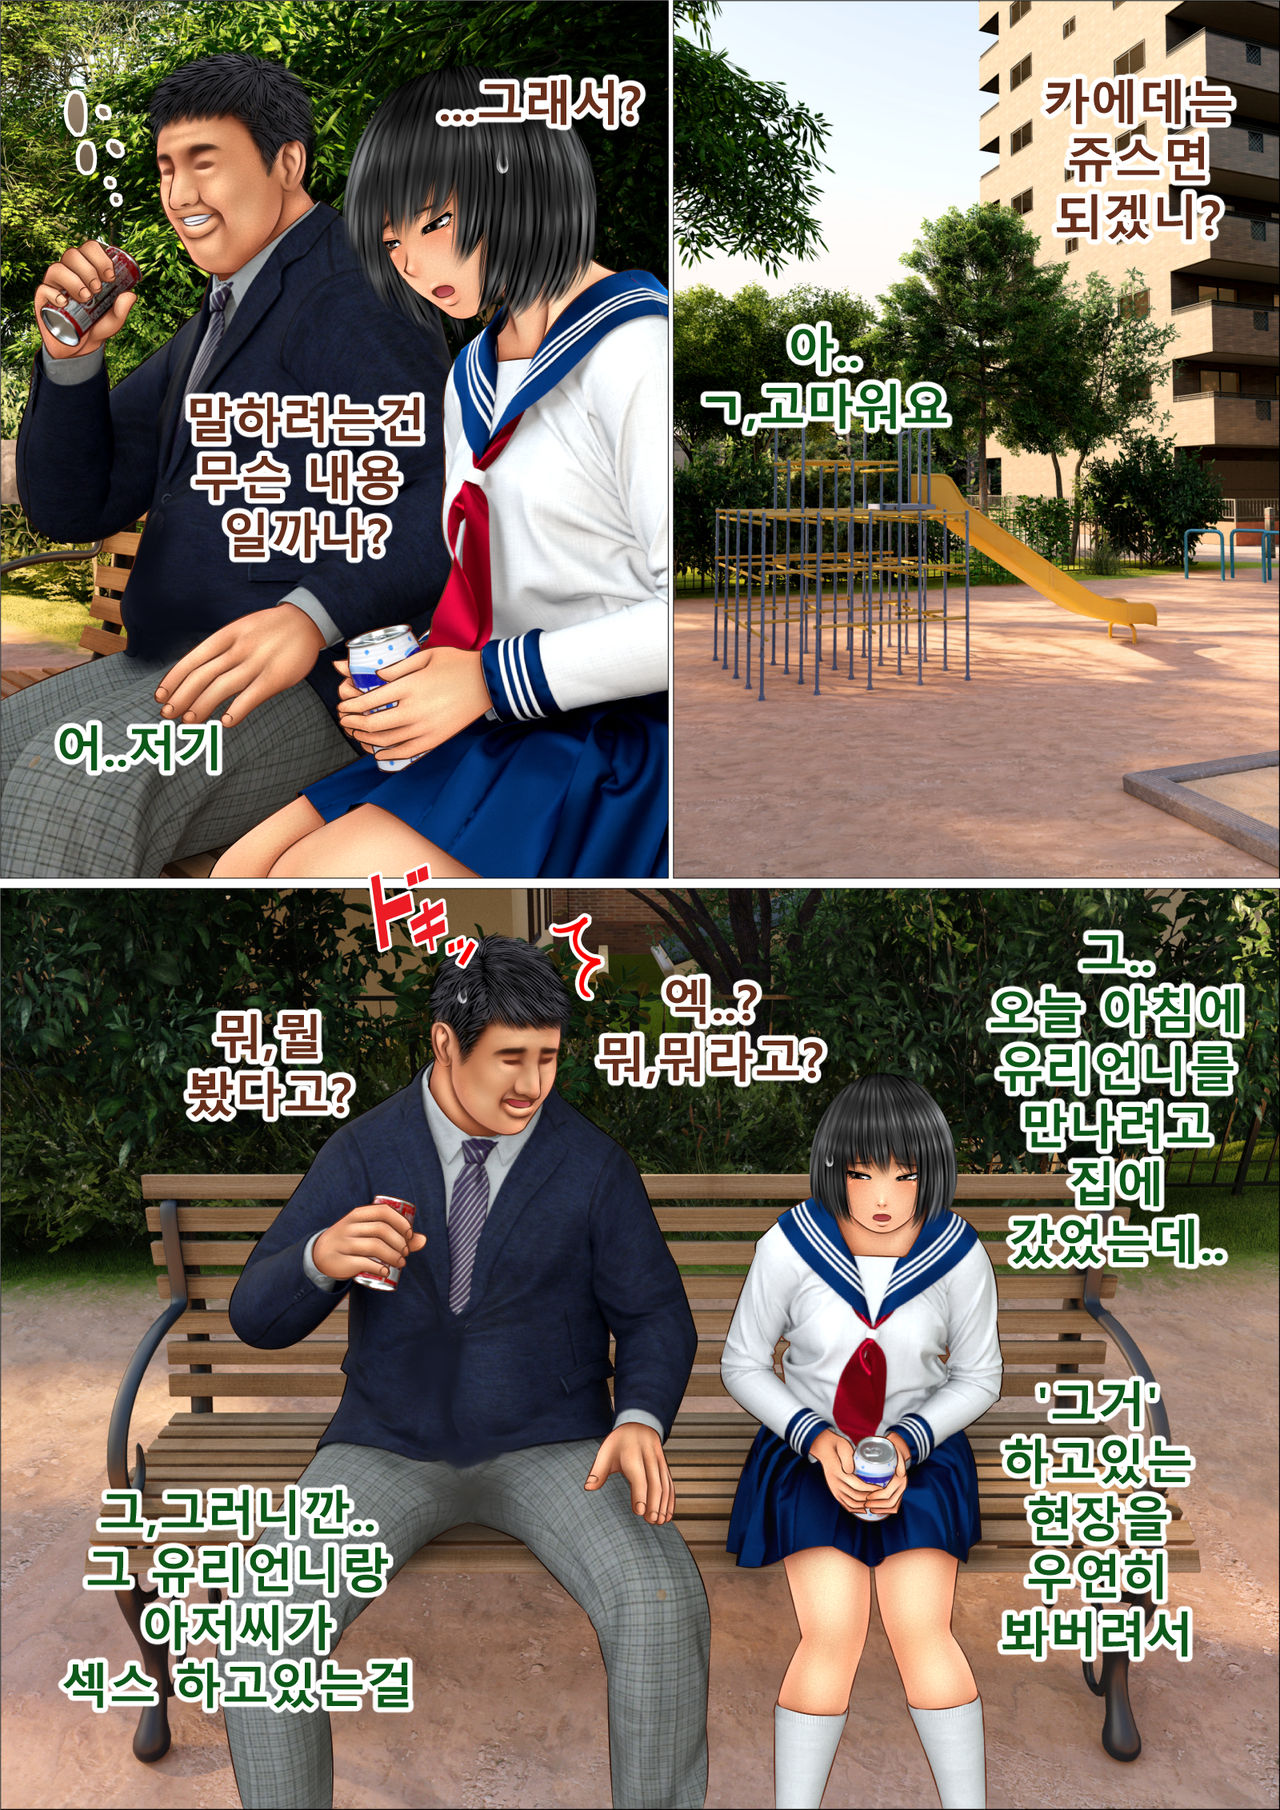 카에데는
쥬스면
되겠니?
아..
ㄱ,고마워요
...그래서?
말하려는건
무슨 내용
일까나?
어..저기
그..
오늘 아침에
유리언니를
만나려고
집에
갔었는데..
'그거'
하고있는
현장을
우연히
봐버려서
엑..?
뭐,뭐라고?
ドキッ
뭐,뭘
봤다고?
그,그러니깐..
그 유리언니랑
아저씨가
섹스 하고있는걸